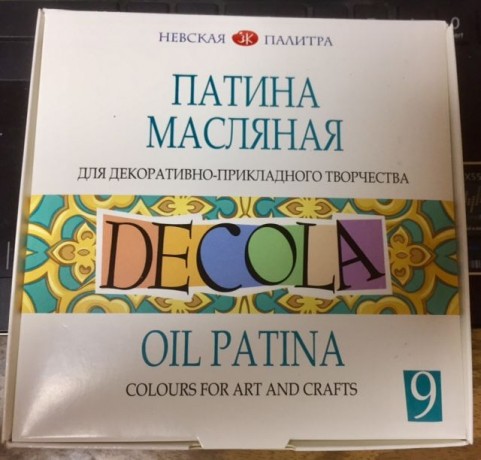 НЕВСКАЯ ЗК ПАЛИТРА
ПАТИНА
МАСЛЯНАЯ
ДЛЯ ДЕКОРАТИВНО-ПРИКЛАДНОГО ТВОРЧЕСТВА
DECOLA
OIL PATINA
COLOURS FOR ART AND CRAFTS
9